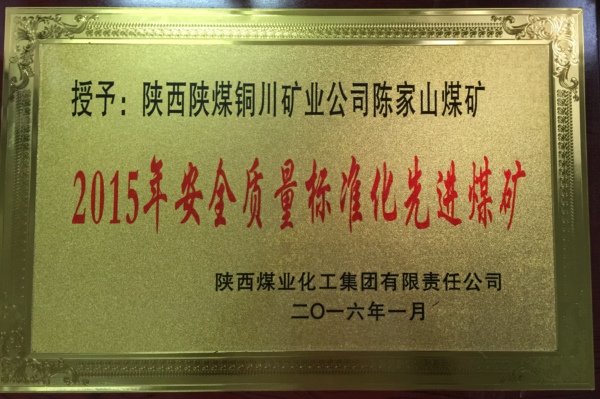 授予：陕西陕煤铜川矿业公司陈家山煤矿
2015年安全质量标准化先进煤矿
陕西煤业化工集团有限责任公司
二〇一六年一月